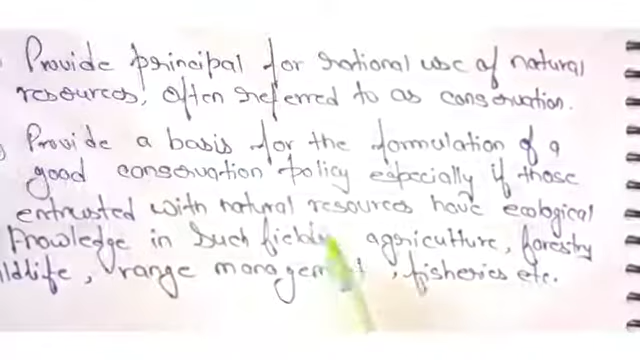 Provide principal for rational use of natural
resources, often referred to as conservation.
Provide a basis for the formulation of a
good conservation policy especially if those
entrusted with natural resources have ecological
knowledge in such fields agriculture, forestry
wildlife, range management, fisheries etc.